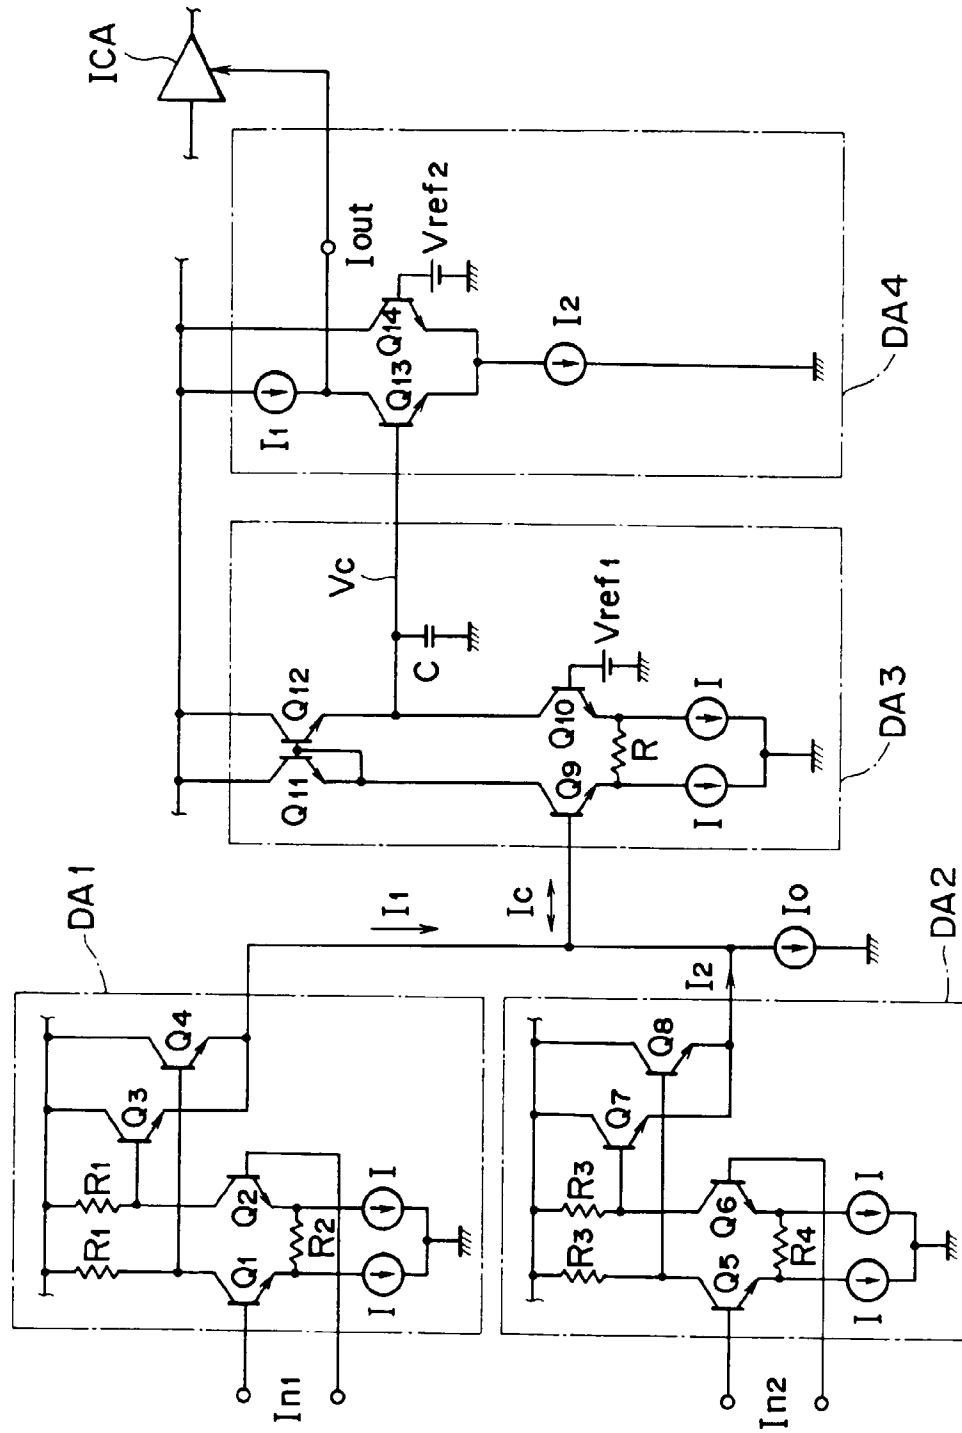 ICA
Iout
Vref2
I1
Q13
Q14
I2
DA4
Vc
C
Q11
Q12
Q9
Q10
Vref1
R
I
I
DA3
DA1
I1
Ic
R1
R1
Q3
Q4
Q1
Q2
R2
I
I
In1
I2
Io
DA2
R3
R3
Q7
Q8
Q5
Q6
R4
I
I
In2